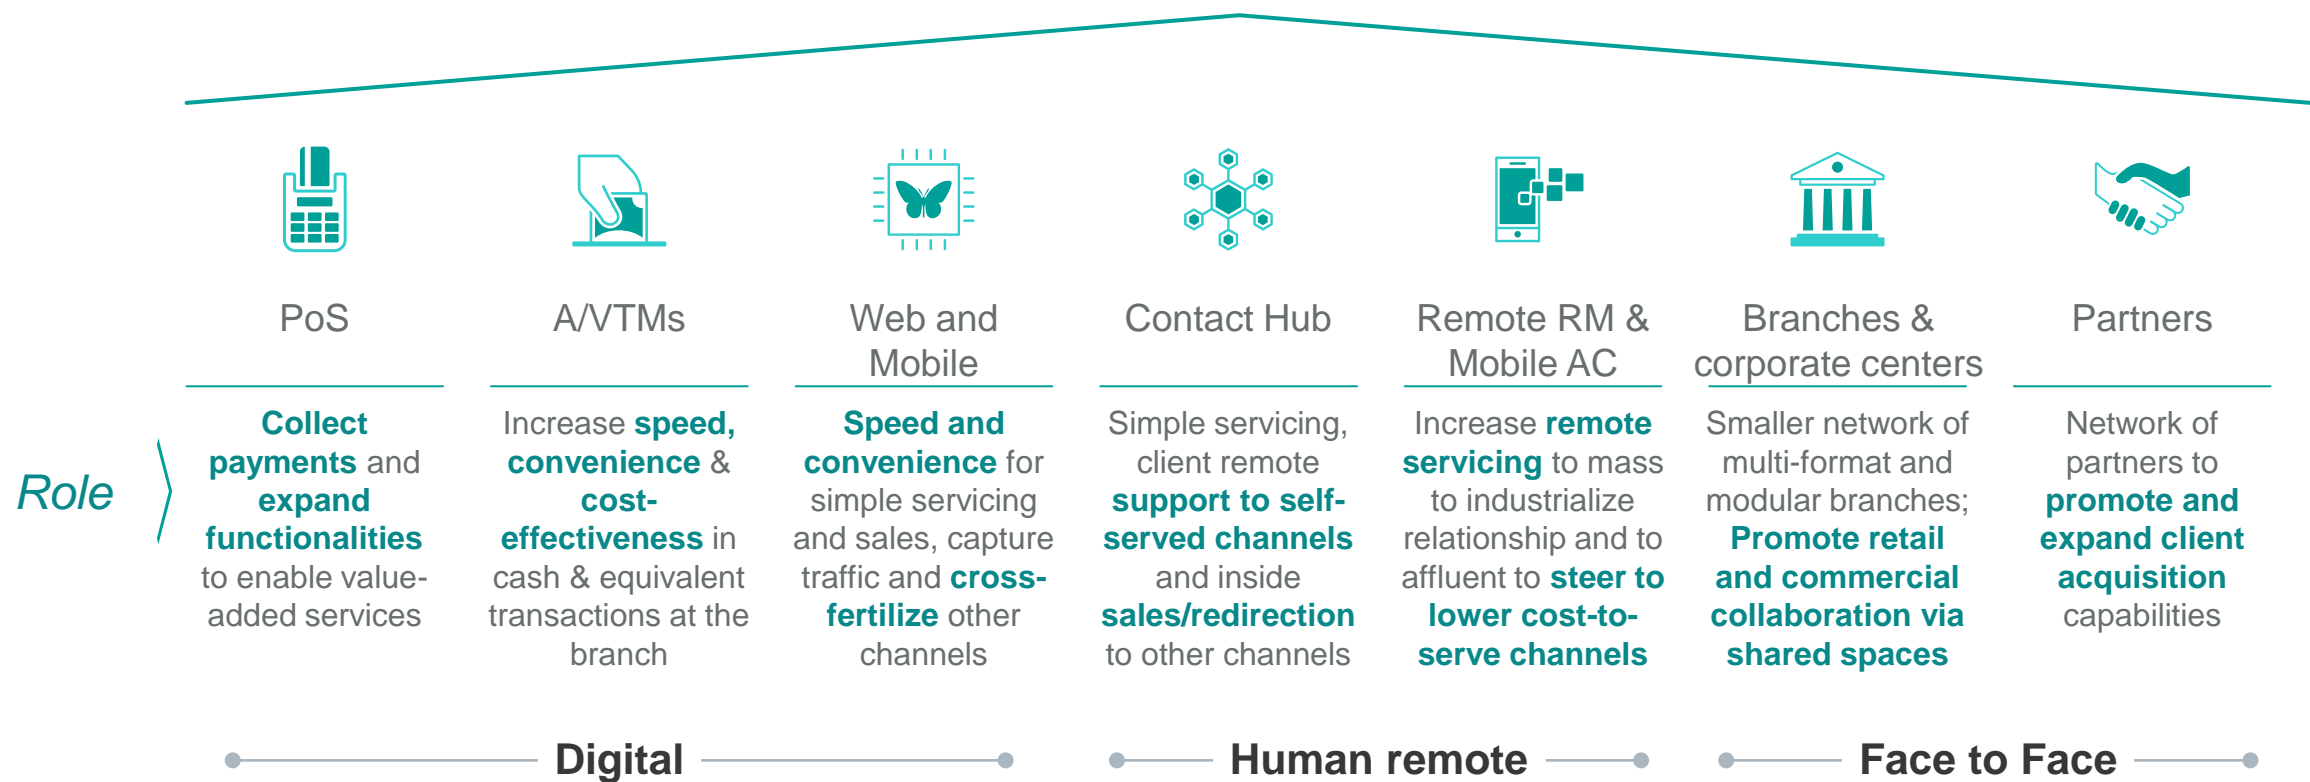 PoS
A/VTMs
Web and
Mobile
Contact Hub
Remote RM &
Mobile AC
Branches &
corporate centers
Partners
Role
Collect
payments and
expand
functionalities
to enable value-
added services
Increase speed,
convenience &
cost-
effectiveness in
cash & equivalent
transactions at the
branch
Speed and
convenience for
simple servicing
and sales, capture
traffic and cross-
fertilize other
channels
Simple servicing,
client remote
support to self-
served channels
and inside
sales/redirection
to other channels
Increase remote
servicing to mass
to industrialize
relationship and to
affluent to steer to
lower cost-to-
serve channels
Smaller network of
multi-format and
modular branches;
Promote retail
and commercial
collaboration via
shared spaces
Network of
partners to
promote and
expand client
acquisition
capabilities
Digital
Human remote
Face to Face